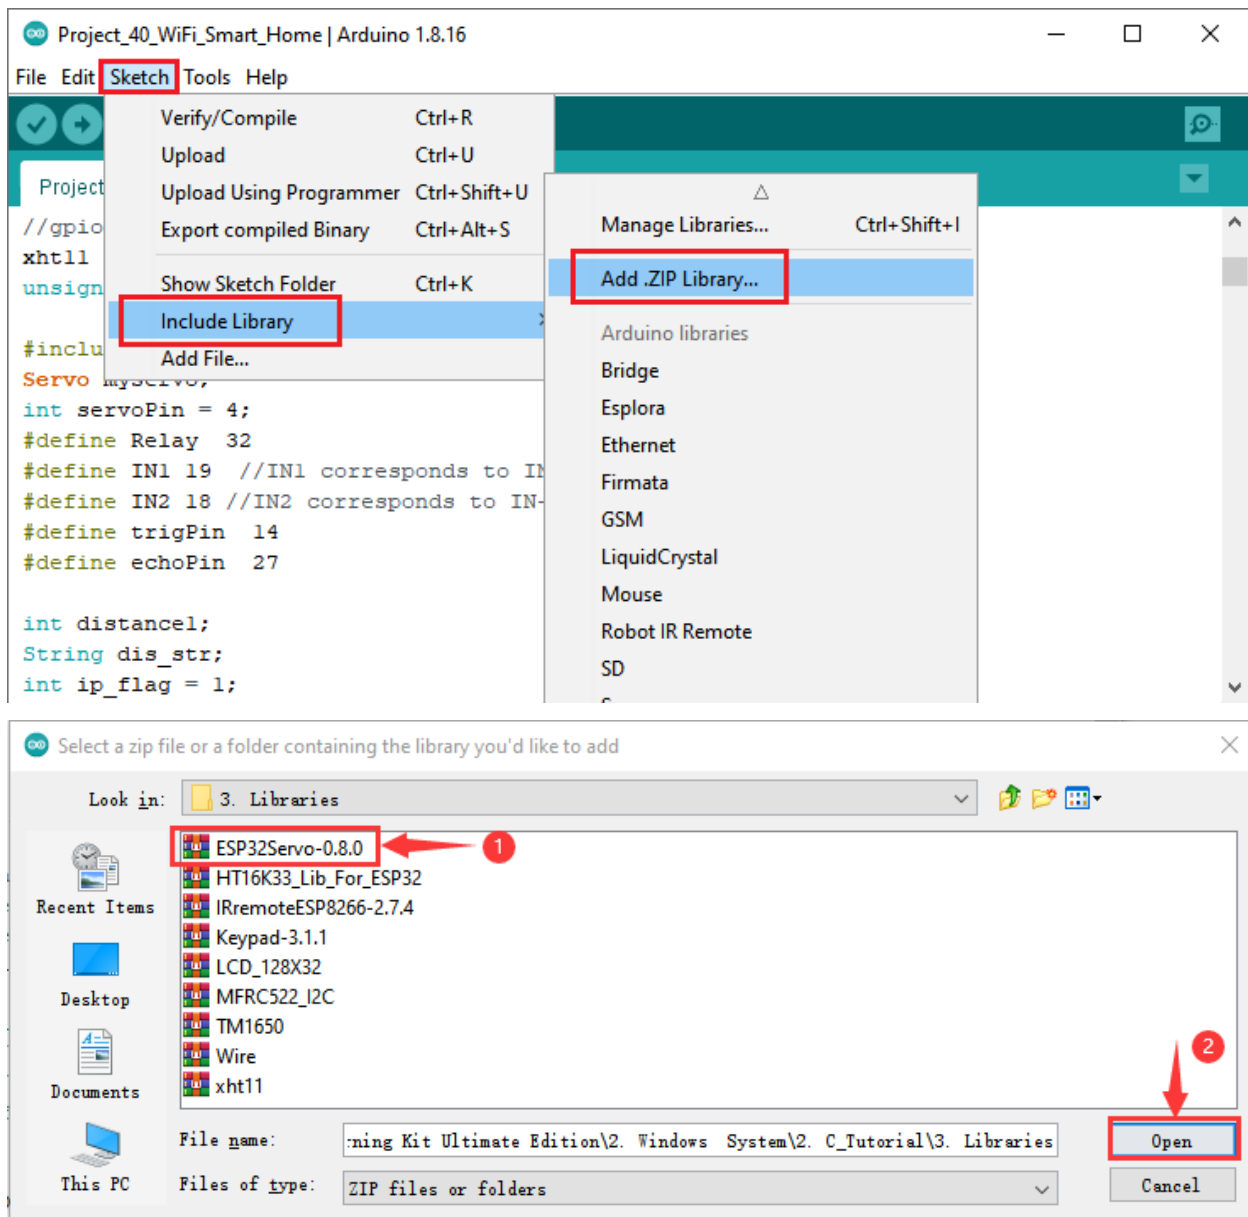 Project_40_WiFi_Smart_Home | Arduino 1.8.16
File Edit Sketch Tools Help
Verify/Compile Ctrl+R
Upload Ctrl+U
Upload Using Programmer Ctrl+Shift+U
Export compiled Binary Ctrl+Alt+S
Show Sketch Folder Ctrl+K
Include Library
Add File...
Manage Libraries... Ctrl+Shift+I
Add .ZIP Library...
Arduino libraries
Bridge
Esplora
Ethernet
Firmata
GSM
LiquidCrystal
Mouse
Robot IR Remote
SD
Project
//gpio
xht11
unsign
#inclu
Servo myservo;
int servoPin = 4;
#define Relay 32
#define IN1 19 //IN1 corresponds to IN
#define IN2 18 //IN2 corresponds to IN-
#define trigPin 14
#define echoPin 27
int distance1;
String dis_str;
int ip_flag = 1;
Select a zip file or a folder containing the library you'd like to add
Look in: 3. Libraries
Recent Items
Desktop
Documents
This PC
ESP32Servo-0.8.0 1
HT16K33_Lib_For_ESP32
IRremoteESP8266-2.7.4
Keypad-3.1.1
LCD_128X32
MFRC522_I2C
TM1650
Wire
xht11
2
File name: :ning Kit Ultimate Edition\2. Windows System\2. C_Tutorial\3. Libraries Open
Files of type: ZIP files or folders Cancel